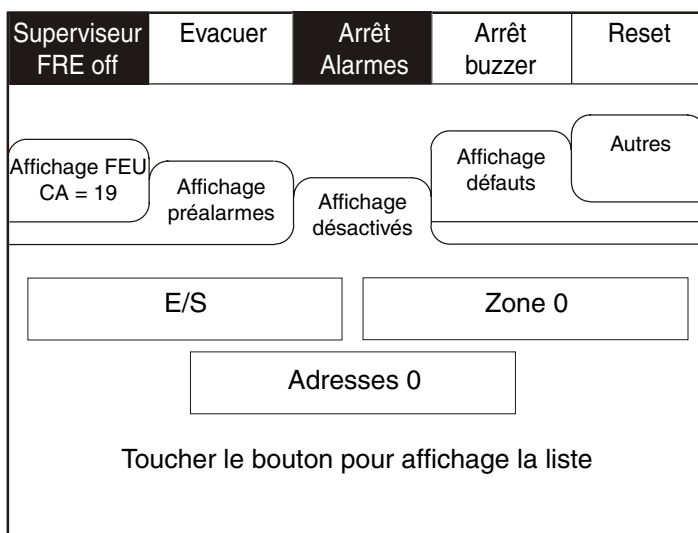 Superviseur
FRE off
Evacuer
Arrêt
Alarmes
Arrêt
buzzer
Reset
Affichage FEU
CA = 19
Affichage
préalarmes
Affichage
désactivés
Affichage
défauts
Autres
E/S
Zone 0
Adresses 0
Toucher le bouton pour affichage la liste